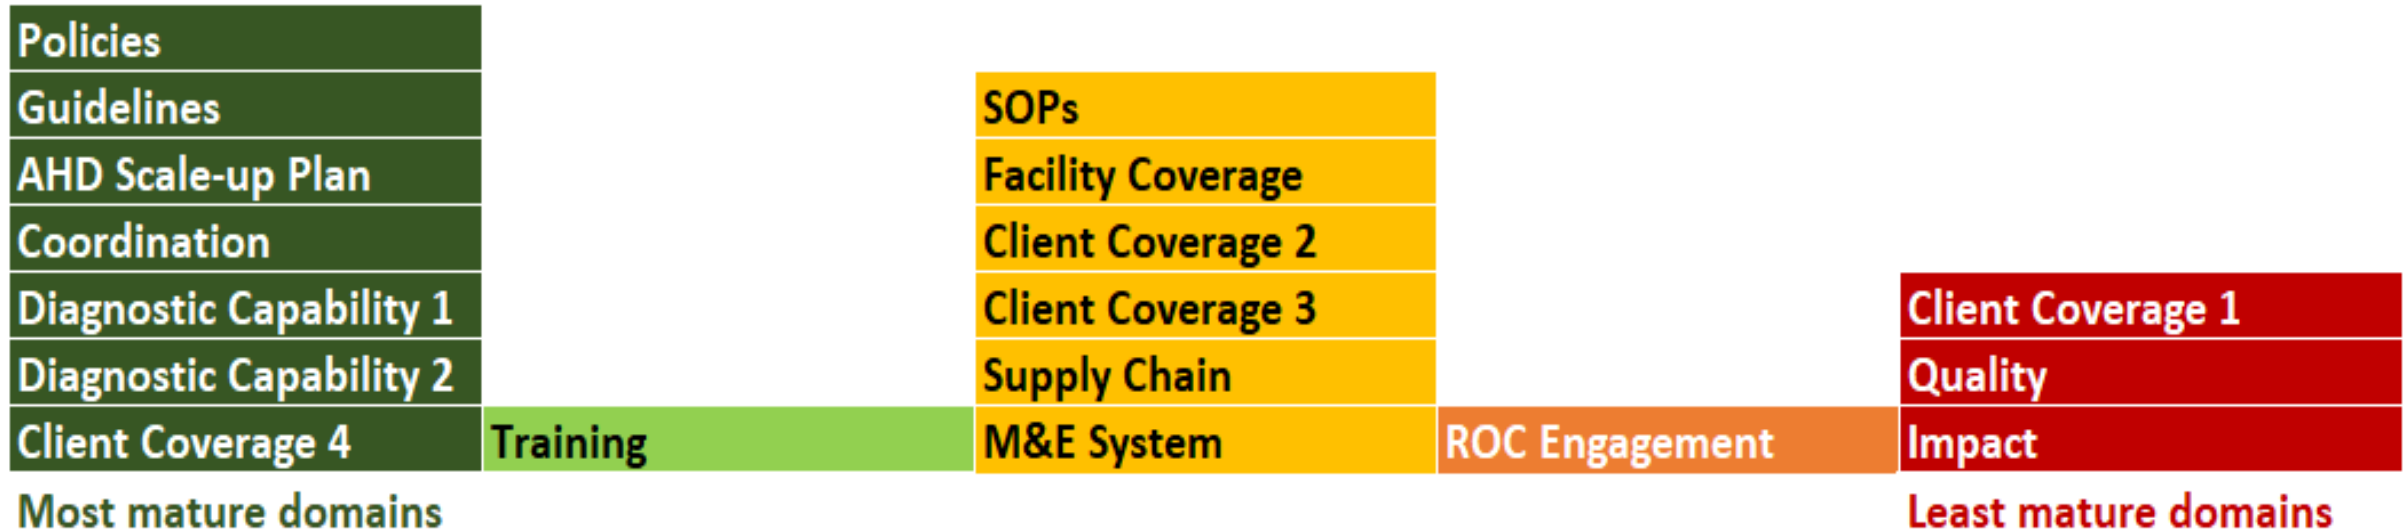 Policies
Guidelines
SOPs
AHD Scale-up Plan
Facility Coverage
Coordination
Client Coverage 2
Diagnostic Capability 1
Client Coverage 3
Client Coverage 1
Diagnostic Capability 2
Supply Chain
Quality
Client Coverage 4
Training
M&E System
ROC Engagement
Impact
Most mature domains
Least mature domains